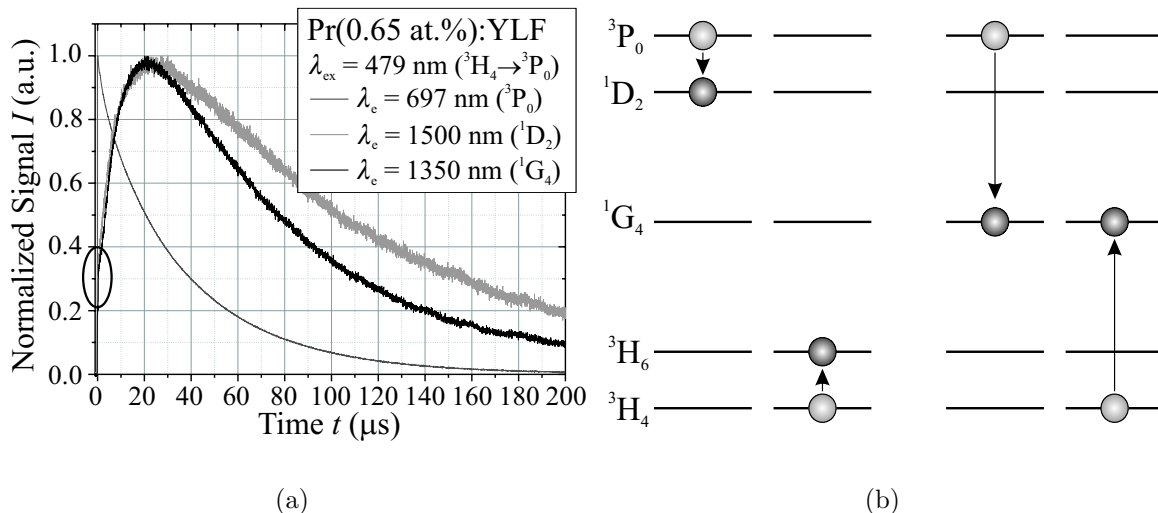 Pr(0.65 at.%):YLF
λex = 479 nm (³H₄→³P₀)
λe = 697 nm (³P₀)
λe = 1500 nm (¹D₂)
λe = 1350 nm (¹G₄)
Normalized Signal I (a.u.)
1.0
0.8
0.6
0.4
0.2
0.0
0 20 40 60 80 100 120 140 160 180 200
Time t (μs)
(a)
³P₀
¹D₂
¹G₄
³H₆
³H₄
(b)